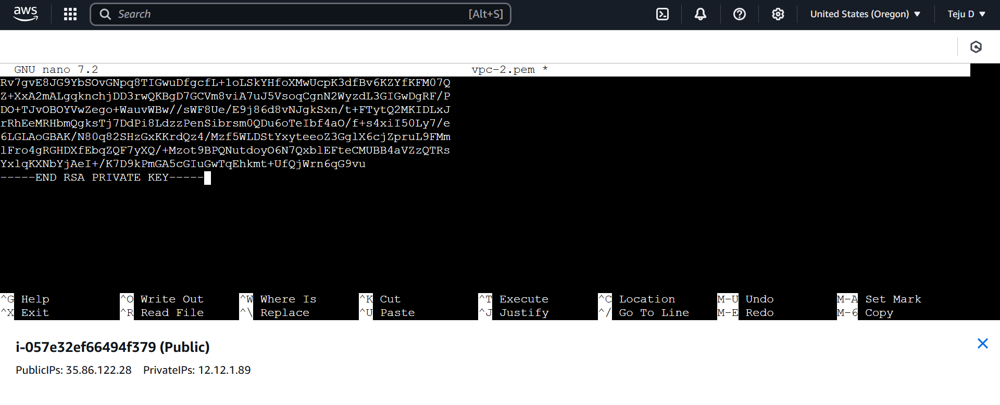 aws
Search [Alt+S]
United States (Oregon)
Teju D
GNU nano 7.2 vpc-2.pem *
Rv7gvE8JG9YbSOvGNpq8TIGwuDfgcfL+1oLSkYHfoXMwUcpK3dfBv6KZYfKFM07Q
Z+XxA2mALgqknchjDD3rwQKBgD7GCVm8viA7uJ5VsoqCgnN2WyzdL3GIGwDgRF/P
DO+TJvOBOYVwZego+WauvWBw//sWF8Ue/E9j86d8vNJgkSxn/t+FTytQ2MKIDLxJ
rRhEeMRHbmQgksTj7DdPi8LdzzPenSibrsm0QDu6oTeIbf4aO/f+s4xiI50Ly7/e
6LGLAoGBAK/N80q82SHzGxKKrdQz4/Mzf5WLDStYxyteeoZ3GglX6cjZpruL9FMm
lFro4gRGHDXfEbqZQF7yXQ/+Mzot9BPQNutdoyO6N7QxblEFteCMUBB4aVZzQTRs
YxlqKXNbYjAeI+/K7D9kPmGA5cGIuGwTqEhkmt+UfQjWrn6qG9vu
-----END RSA PRIVATE KEY-----
^G Help ^O Write Out ^W Where Is ^K Cut ^T Execute ^C Location M-U Undo M-A Set Mark
^X Exit ^R Read File ^\ Replace ^U Paste ^J Justify ^/ Go To Line M-E Redo M-6 Copy
i-057e32ef66494f379 (Public)
PublicIPs: 35.86.122.28 PrivateIPs: 12.12.1.89